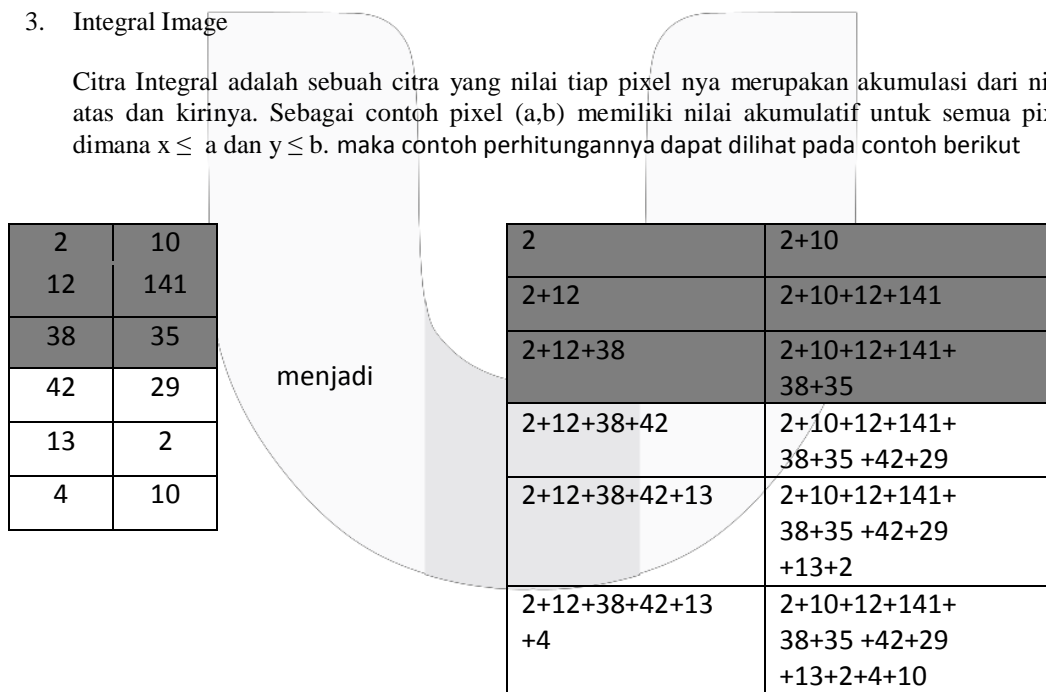 3. Integral Image
Citra Integral adalah sebuah citra yang nilai tiap pixel nya merupakan akumulasi dari
atas dan kirinya. Sebagai contoh pixel (a,b) memiliki nilai akumulatif untuk semua
dimana x ≤ a dan y ≤ b. maka contoh perhitungannya dapat dilihat pada contoh berikut
2 10
12 141
38 35
42 29
13 2
4 10
menjadi
2 2+10
2+12 2+10+12+141
2+12+38 2+10+12+141+
38+35
2+12+38+42 2+10+12+141+
38+35 +42+29
2+12+38+42+13 2+10+12+141+
38+35 +42+29
+13+2
2+12+38+42+13 2+10+12+141+
+4 38+35 +42+29
+13+2+4+10